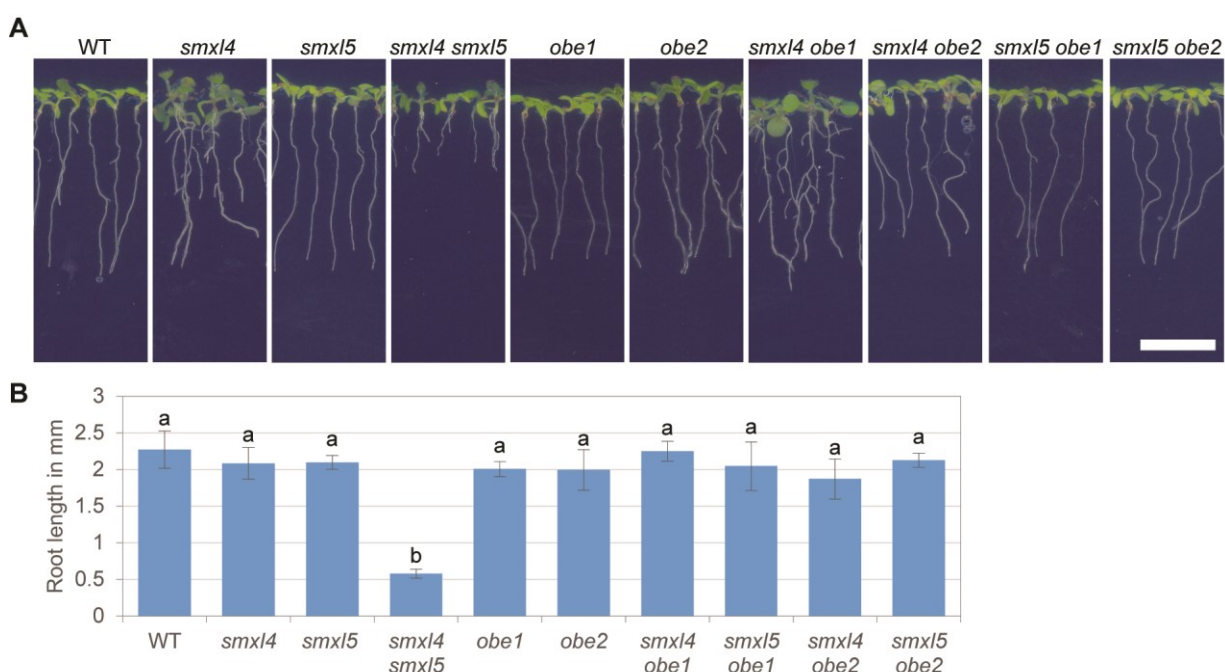 A
WT smxl4 smxl5 smxl4 smxl5 obe1 obe2 smxl4 obe1 smxl4 obe2 smxl5 obe1 smxl5 obe2
B
3
2.5
2
1.5
1
0.5
0
Root length in mm
a a a b a a a a a a
WT smxl4 smxl5 smxl4 obe1 obe2 smxl4 smxl5 smxl4 smxl5
smxl5 obe1 obe1 obe2 obe2